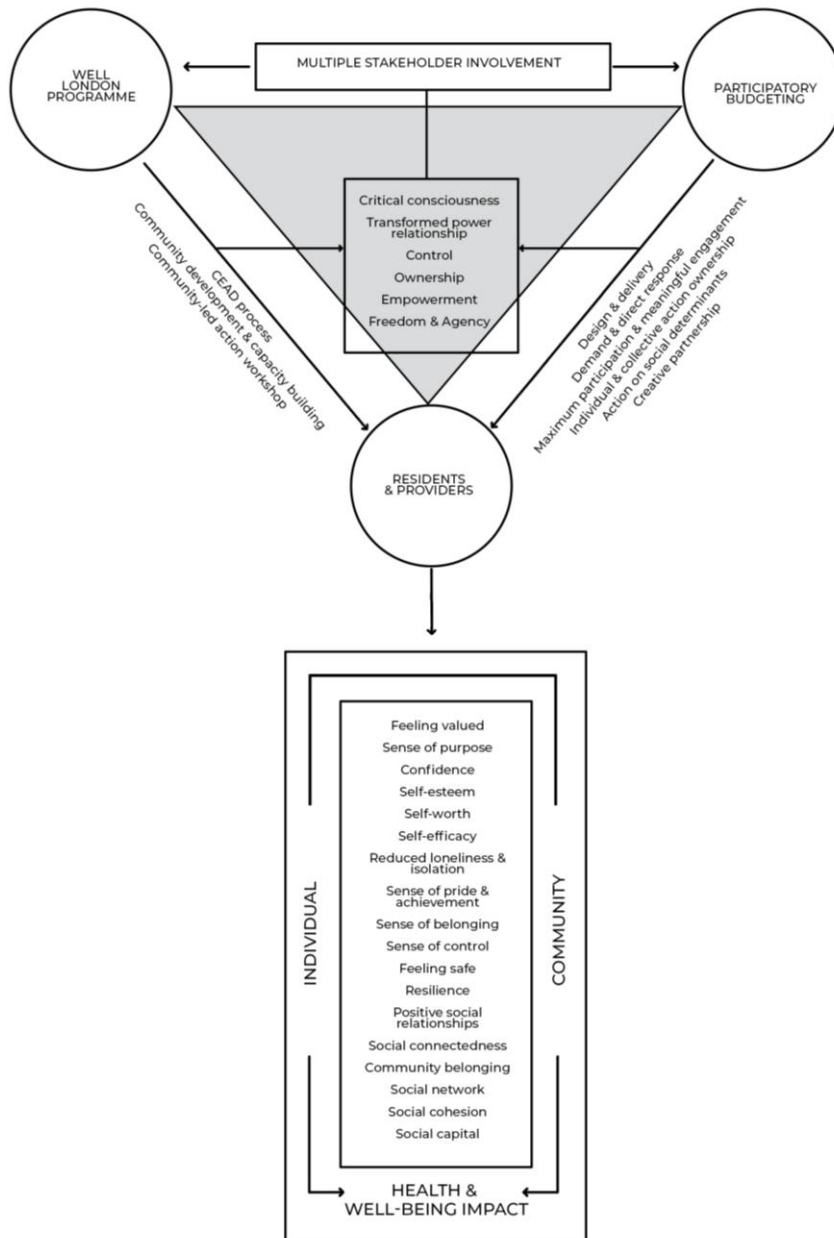 WELL
LONDON
PROGRAMME
MULTIPLE STAKEHOLDER INVOLVEMENT
PARTICIPATORY
BUDGETING
Critical consciousness
Transformed power
relationship
Control
Ownership
Empowerment
Freedom & Agency
CEAD process
Community development & capacity building
Community-led action workshop
Design & delivery
Demand & direct response
Maximum participation & meaningful engagement
Individual & collective action ownership
Action on social determinants
Creative partnership
RESIDENTS
& PROVIDERS
INDIVIDUAL
Feeling valued
Sense of purpose
Confidence
Self-esteem
Self-worth
Self-efficacy
Reduced loneliness &
isolation
Sense of pride &
achievement
Sense of belonging
Sense of control
Feeling safe
Resilience
Positive social
relationships
Social connectedness
Community belonging
Social network
Social cohesion
Social capital
COMMUNITY
HEALTH &
WELL-BEING IMPACT